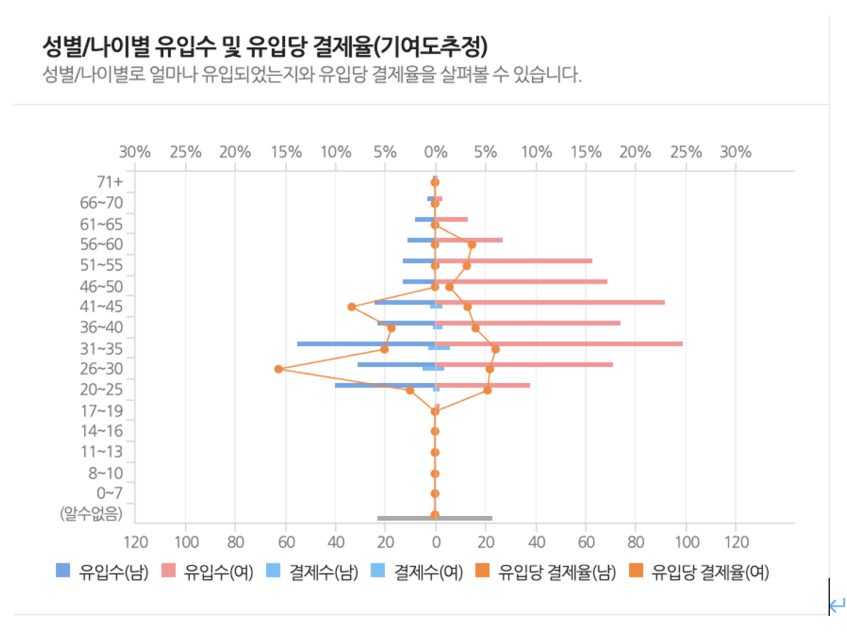 성별/나이별 유입수 및 유입당 결제율(기여도추정)
성별/나이별로 얼마나 유입되었는지와 유입당 결제율을 살펴볼 수 있습니다.
30% 25% 20% 15% 10% 5% 0% 5% 10% 15% 20% 25% 30%
71+
66~70
61~65
56~60
51~55
46~50
41~45
36~40
31~35
26~30
20~25
17~19
14~16
11~13
8~10
0~7
(알수없음)
120 100 80 60 40 20 0 20 40 60 80 100 120
유입수(남) 유입수(여) 결제수(남) 결제수(여) 유입당 결제율(남) 유입당 결제율(여)